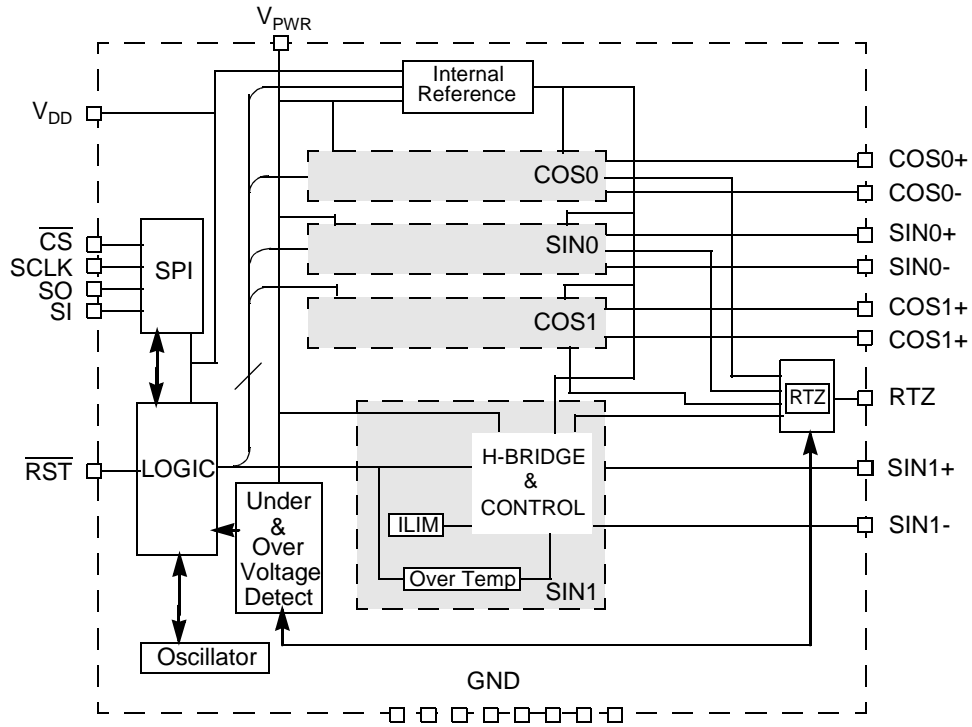 VPWR
VDD
Internal
Reference
COS0
COS0+
COS0-
SIN0
SIN0+
SIN0-
COS1
COS1+
COS1+
CS
SCLK
SO
SI
SPI
RTZ
RTZ
RST
LOGIC
H-BRIDGE
&
CONTROL
SIN1+
SIN1-
Under
&
Over
Voltage
Detect
ILIM
Over Temp
SIN1
Oscillator
GND